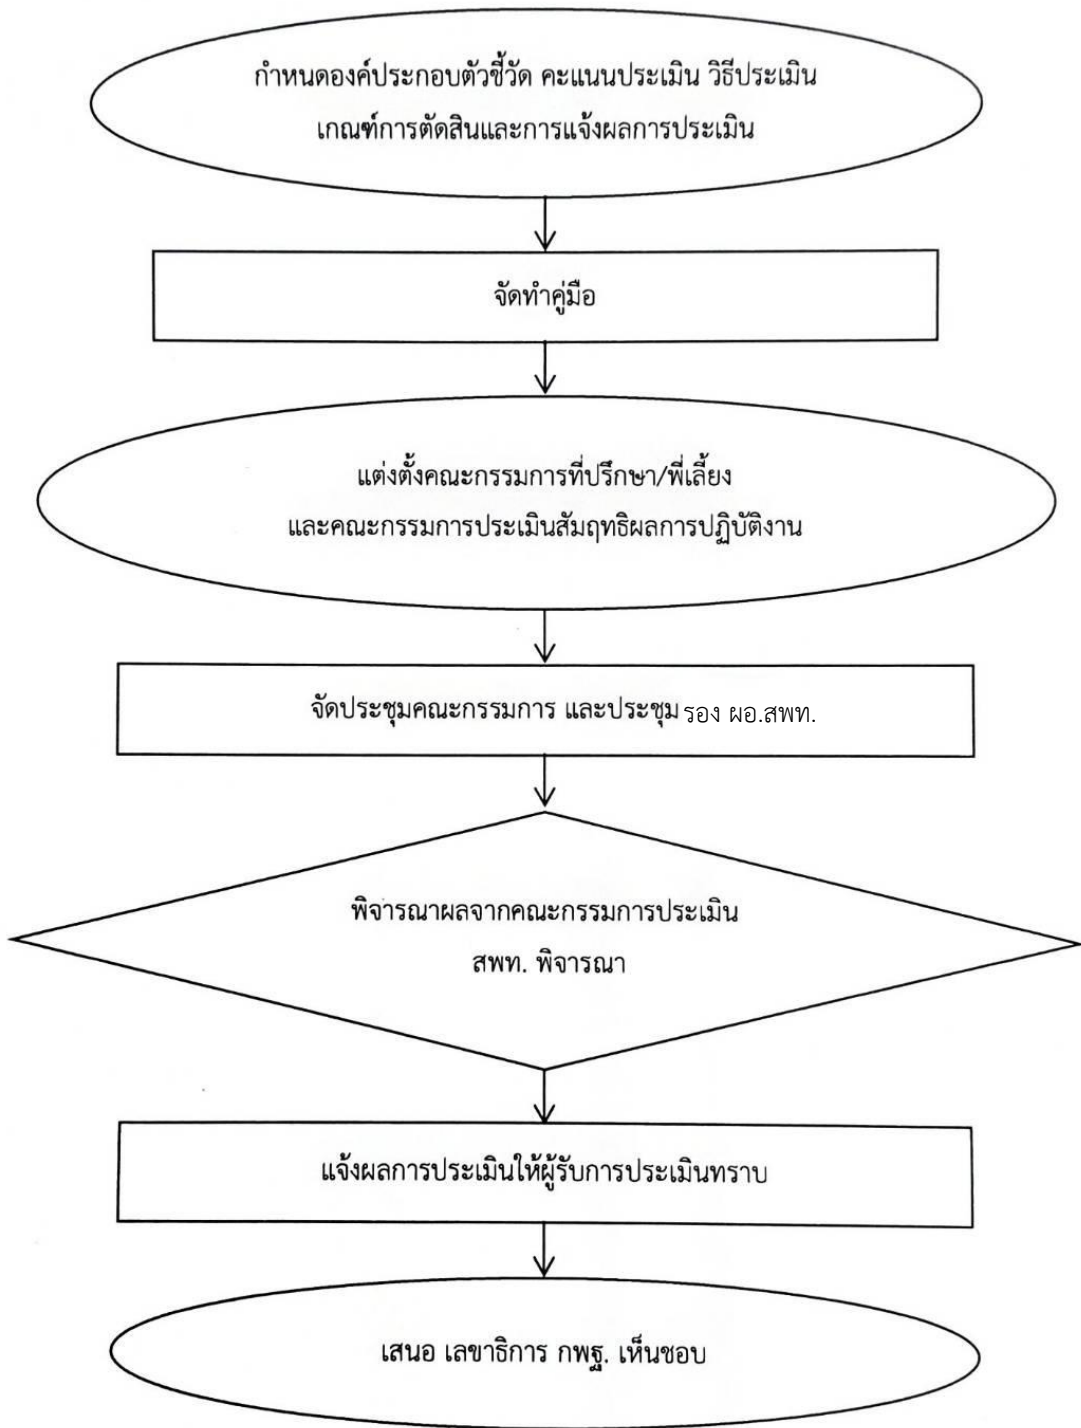 กำหนดองค์ประกอบตัวชี้วัด คะแนนประเมิน วิธีประเมิน
เกณฑ์การตัดสินและการแจ้งผลการประเมิน
จัดทำคู่มือ
แต่งตั้งคณะกรรมการที่ปรึกษา/พี่เลี้ยง
และคณะกรรมการประเมินสัมฤทธิผลการปฏิบัติงาน
จัดประชุมคณะกรรมการ และประชุม รอง ผอ.สพท.
พิจารณาผลจากคณะกรรมการประเมิน
สพท. พิจารณา
แจ้งผลการประเมินให้ผู้รับการประเมินทราบ
เสนอ เลขาธิการ กพฐ. เห็นชอบ